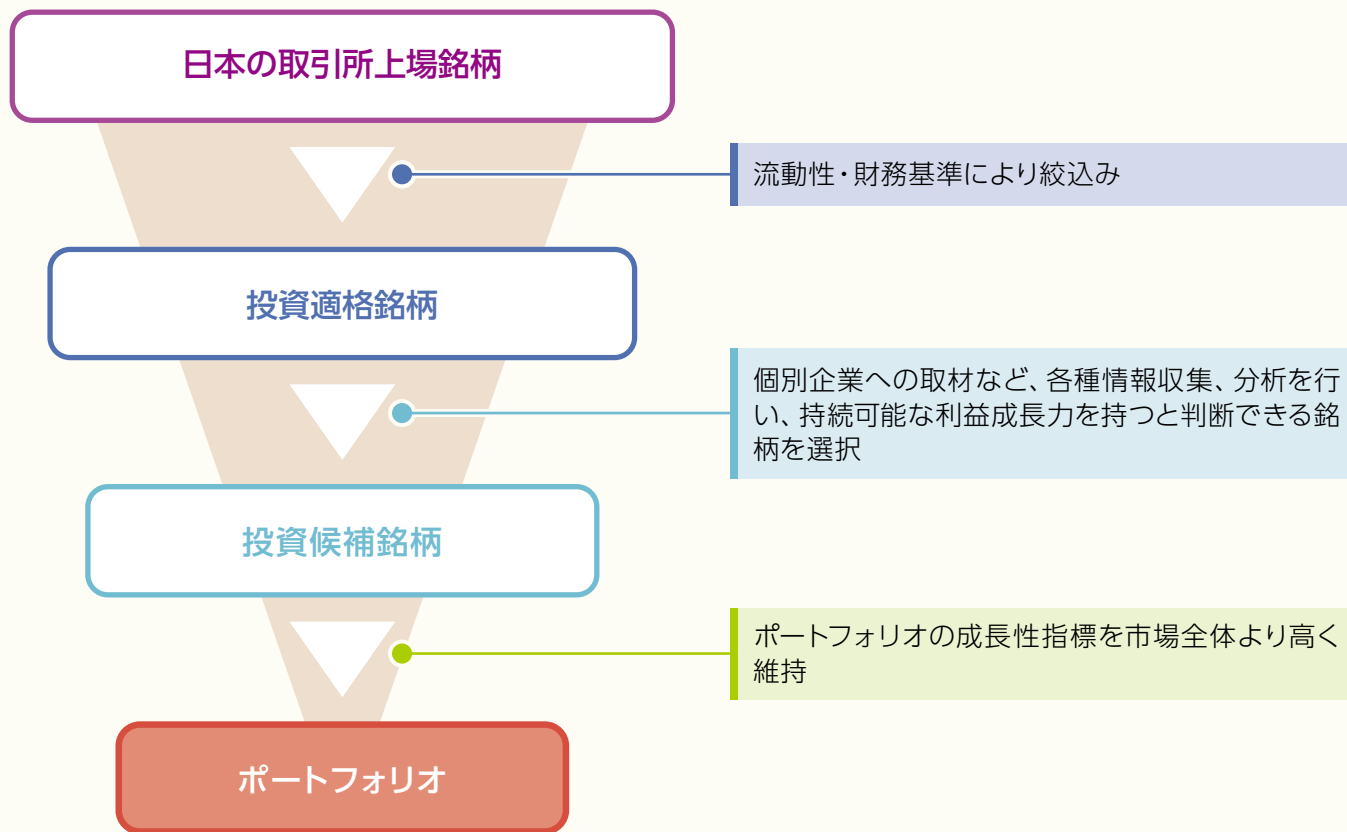 日本の取引所上場銘柄
流動性・財務基準により絞込み
投資適格銘柄
個別企業への取材など、各種情報収集、分析を行
い、持続可能な利益成長力を持つと判断できる銘
柄を選択
投資候補銘柄
ポートフォリオの成長性指標を市場全体より高く
維持
ポートフォリオ